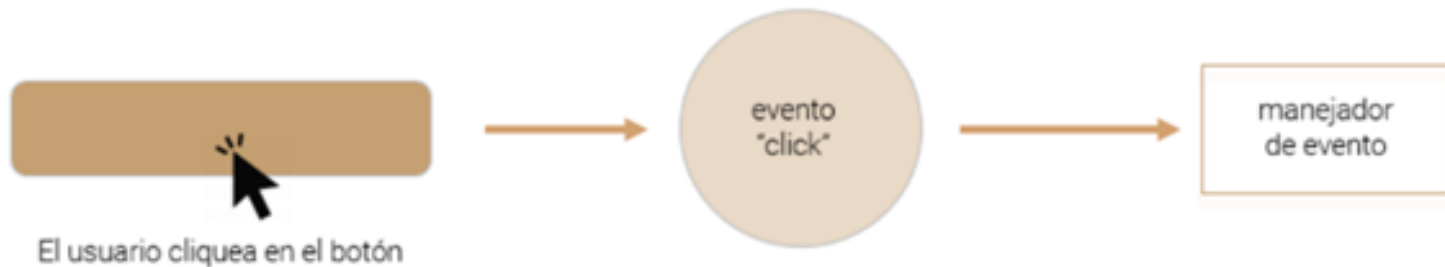 El usuario cliquea en el botón
evento
“click”
manejador
de evento